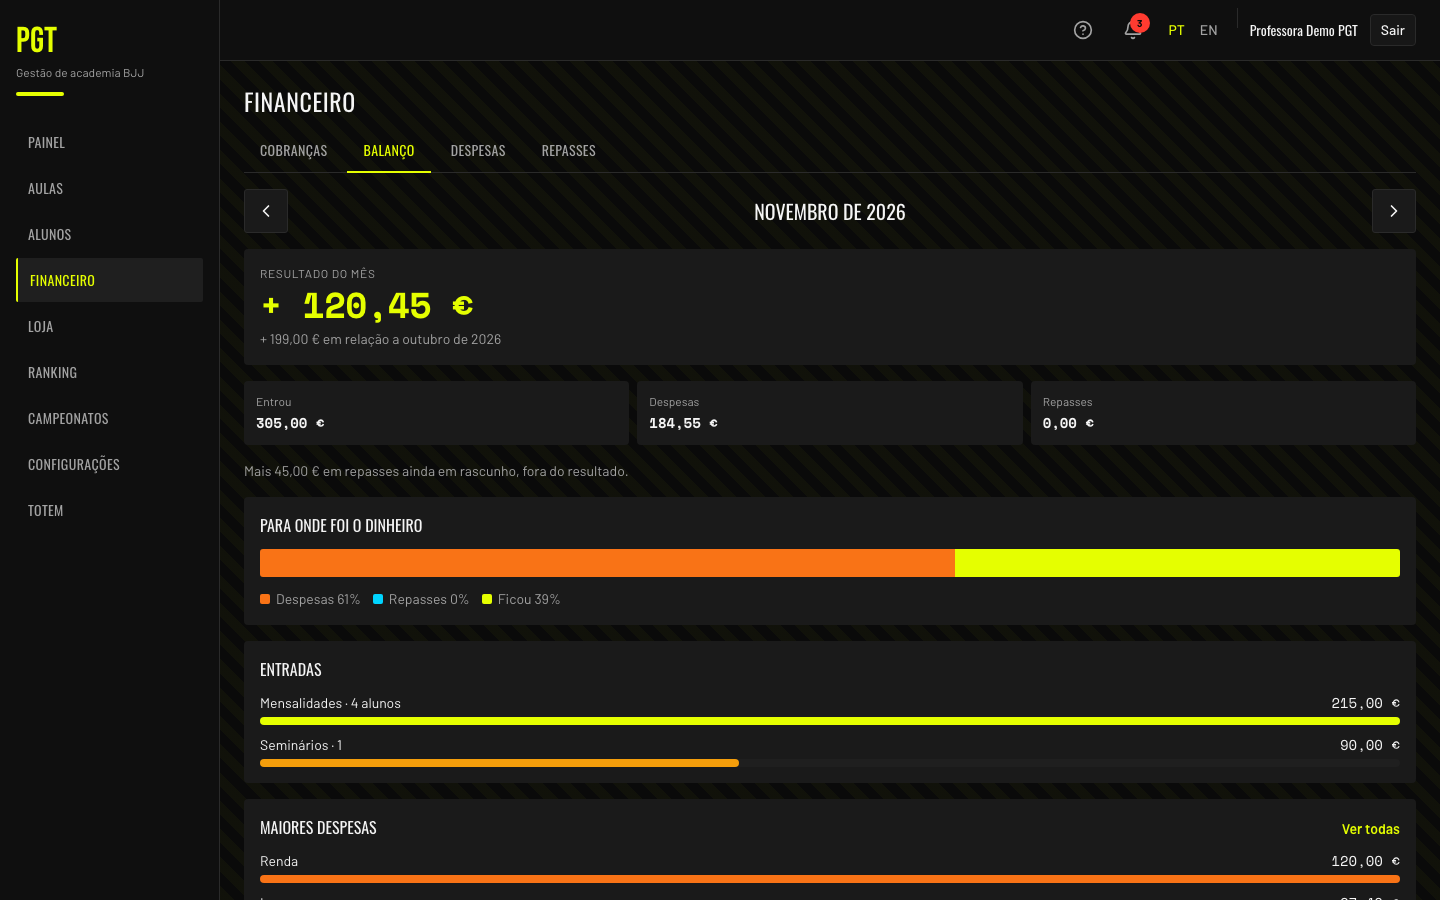 PGT
Gestão de academia BJJ
PAINEL
AULAS
ALUNOS
FINANCEIRO
LOJA
RANKING
CAMPEONATOS
CONFIGURAÇÕES
TOTEM
3
PT EN Professora Demo PGT Sair
FINANCEIRO
COBRANÇAS BALANÇO DESPESAS REPASSES
NOVEMBRO DE 2026
RESULTADO DO MÊS
+ 120,45 €
+ 199,00 € em relação a outubro de 2026
Entrou Despesas Repasses
305,00 € 184,55 € 0,00 €
Mais 45,00 € em repasses ainda em rascunho, fora do resultado.
PARA ONDE FOI O DINHEIRO
Despesas 61% Repasses 0% Ficou 39%
ENTRADAS
Mensalidades · 4 alunos 215,00 €
Seminários · 1 90,00 €
MAIORES DESPESAS Ver todas
Renda 120,00 €